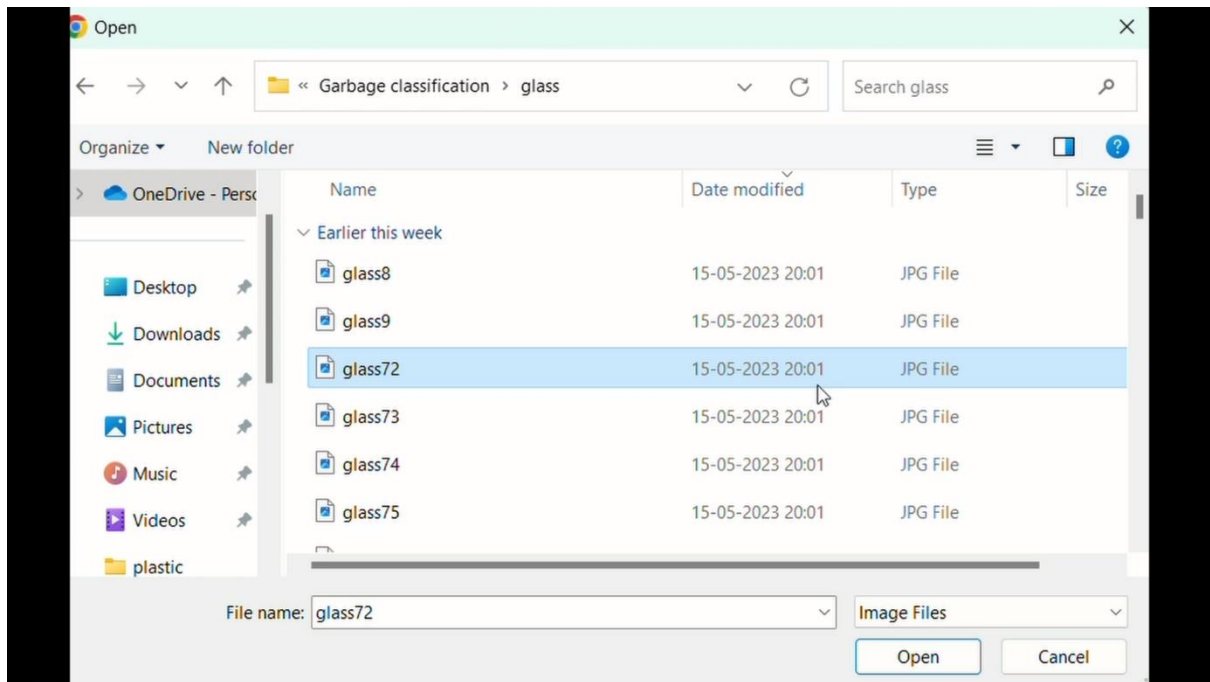 Open
« Garbage classification > glass
Search glass
Organize
New folder
OneDrive - Perso
Name
Date modified
Type
Size
Earlier this week
glass8 15-05-2023 20:01 JPG File
glass9 15-05-2023 20:01 JPG File
glass72 15-05-2023 20:01 JPG File
glass73 15-05-2023 20:01 JPG File
glass74 15-05-2023 20:01 JPG File
glass75 15-05-2023 20:01 JPG File
Desktop
Downloads
Documents
Pictures
Music
Videos
plastic
File name: glass72
Image Files
Open
Cancel